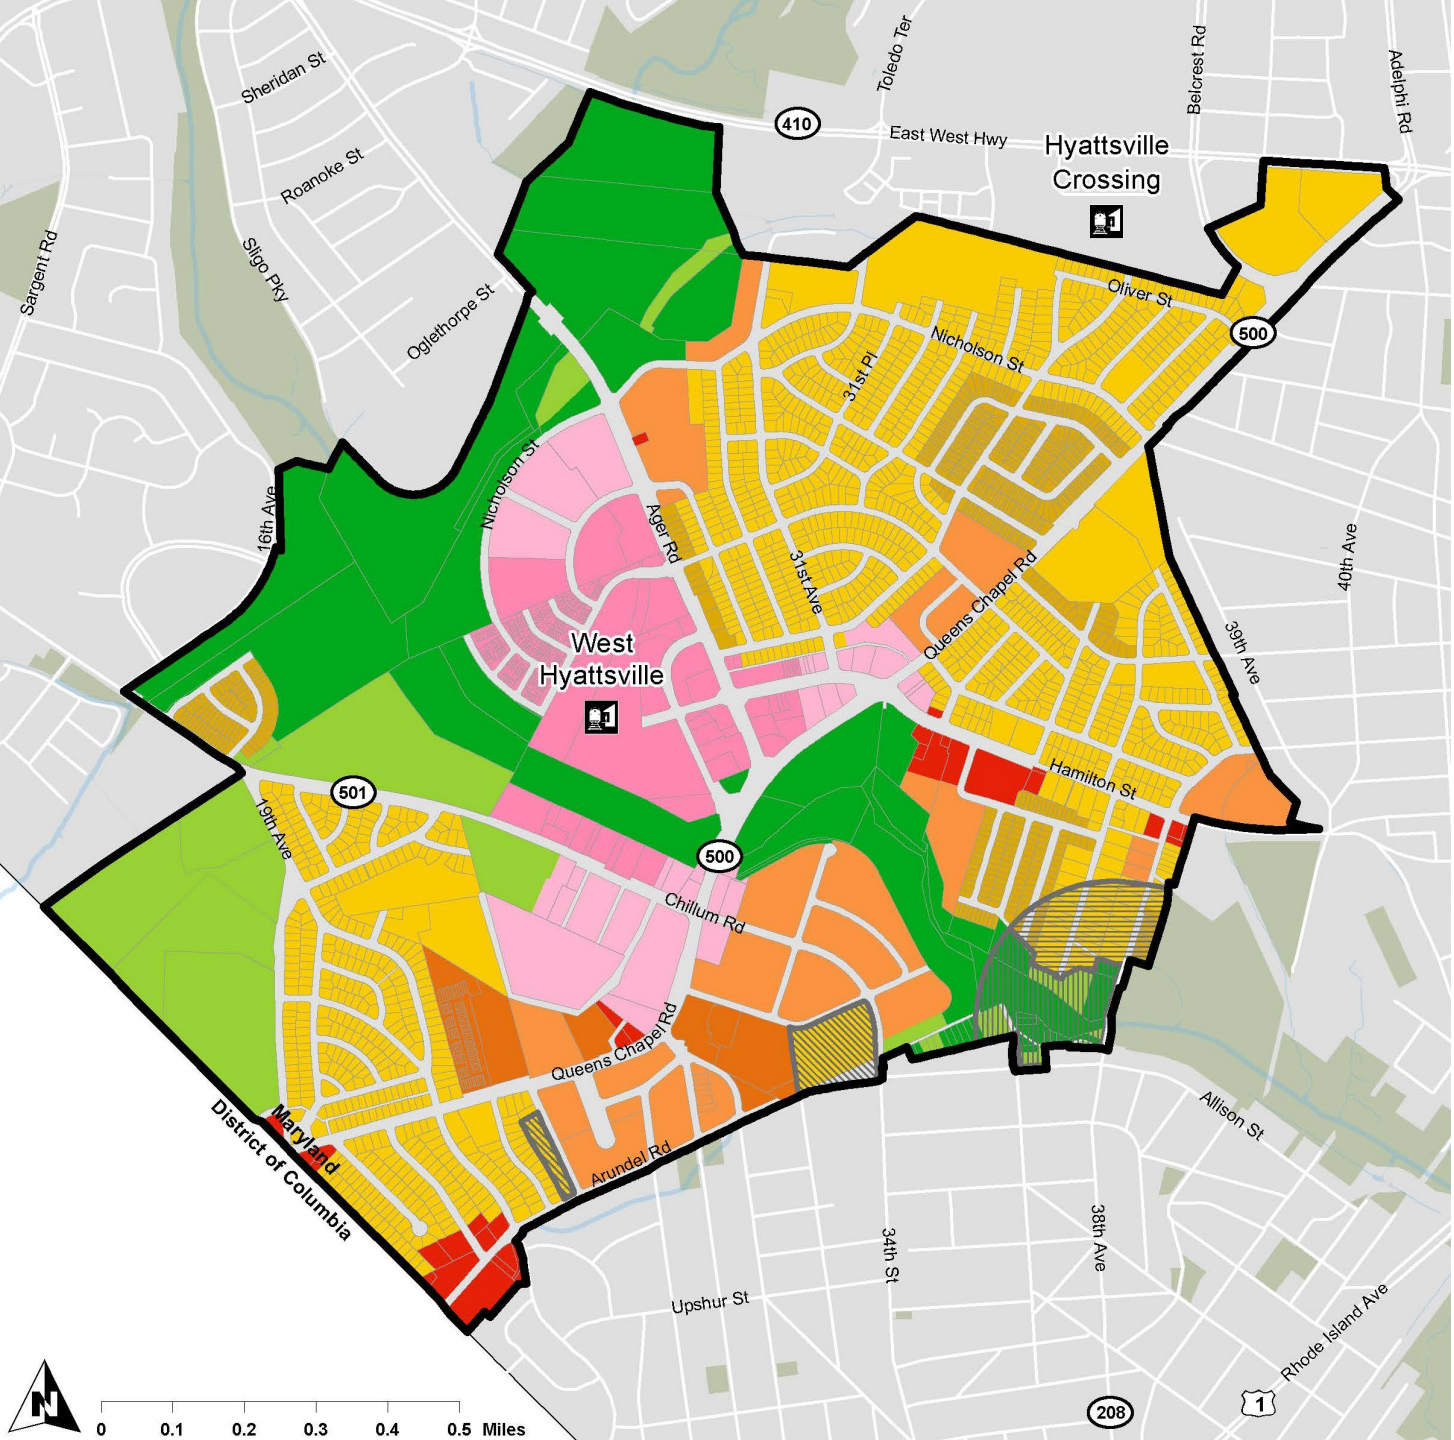 Sheridan St
Toledo Ter
Belcrest Rd
Adelphi Rd
410
East West Hwy
Hyattsville
Crossing
Roanoke St
Sargent Rd
Sligo Pky
Oglethorpe St
Oliver St
500
Nicholson St
31st Pl
Nicholson St
16th Ave
Ager Rd
31st Ave
40th Ave
Queens Chapel Rd
39th Ave
West
Hyattsville
501
Hamilton St
19th Ave
500
Chillum Rd
Queens Chapel Rd
Maryland
District of Columbia
Arundel Rd
Allison St
34th St
38th Ave
Upshur St
Rhode Island Ave
208
1
N
0 0.1 0.2 0.3 0.4 0.5 Miles